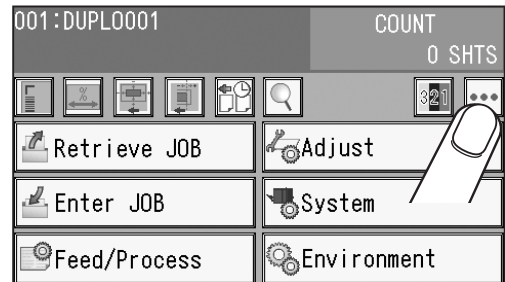 001:DUPLO001
COUNT
0 SHTS
%
321
Retrieve JOB
Adjust
Enter JOB
System
Feed/Process
Environment